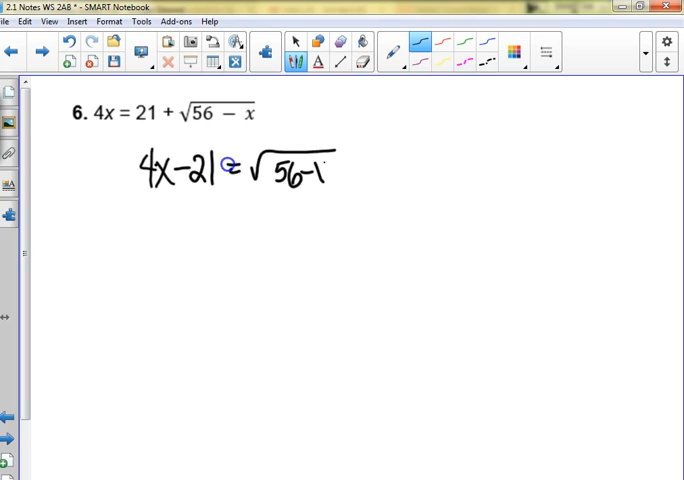 2.1 Notes WS 2AB * - SMART Notebook
File Edit View Insert Format Tools Add-ons Help
6. 4x = 21 + √56 − x
4x − 21 = √56 − \